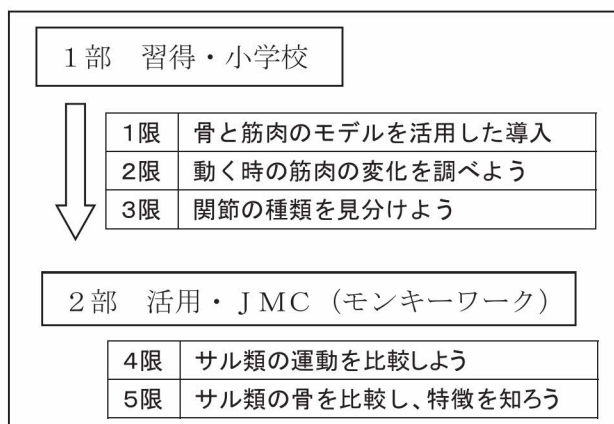 1部 習得・小学校
1限 骨と筋肉のモデルを活用した導入
2限 動く時の筋肉の変化を調べよう
3限 関節の種類を見分けよう
2部 活用・JMC(モンキーワーク)
4限 サル類の運動を比較しよう
5限 サル類の骨を比較し、特徴を知ろう